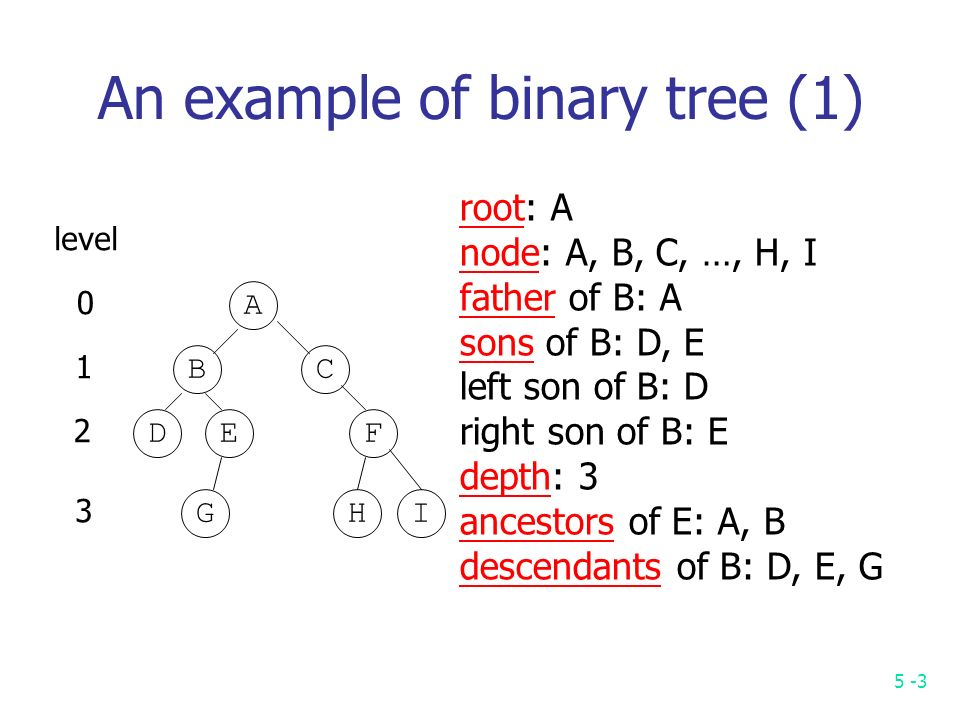 An example of binary tree (1)
level
0 A
1 B C
2 D E F
3 G H I
root: A
node: A, B, C, …, H, I
father of B: A
sons of B: D, E
left son of B: D
right son of B: E
depth: 3
ancestors of E: A, B
descendants of B: D, E, G
5 -3